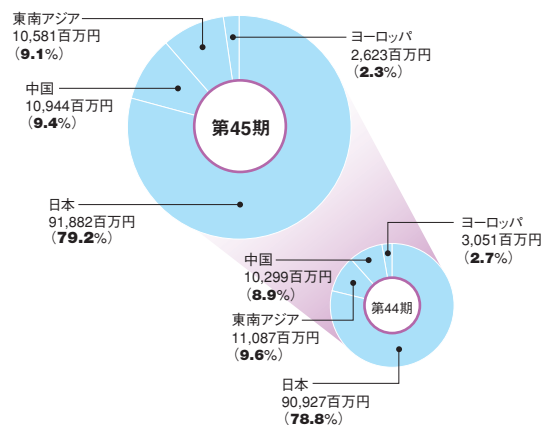 東南アジア
10,581百万円
（9.1%）
ヨーロッパ
2,623百万円
（2.3%）
中国
10,944百万円
（9.4%）
第45期
日本
91,882百万円
（79.2%）
ヨーロッパ
3,051百万円
（2.7%）
中国
10,299百万円
（8.9%）
東南アジア
11,087百万円
（9.6%）
第44期
日本
90,927百万円
（78.8%）